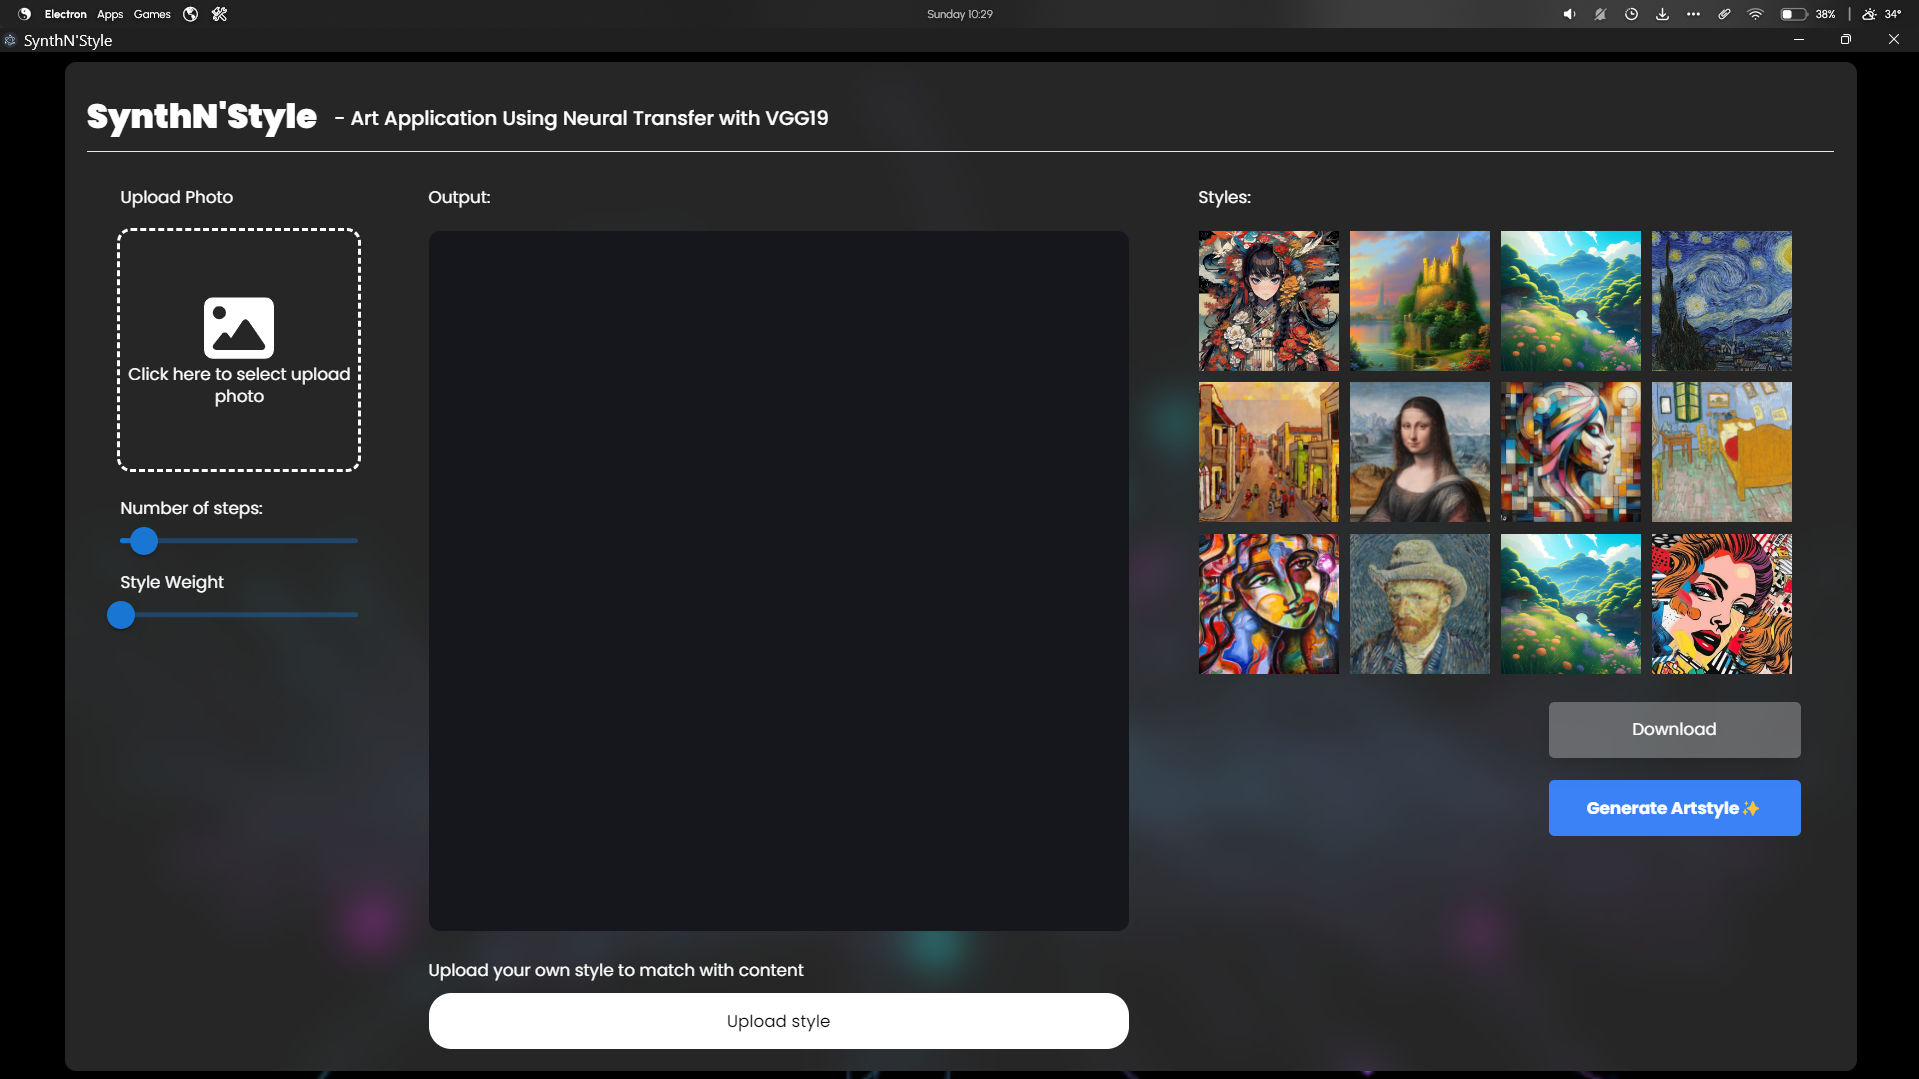 Electron Apps Games
Sunday 10:29
38% 34°
SynthN'Style
SynthN'Style - Art Application Using Neural Transfer with VGG19
Upload Photo
Click here to select upload
photo
Number of steps:
Style Weight
Output:
Upload your own style to match with content
Upload style
Styles:
Download
Generate Artstyle✨